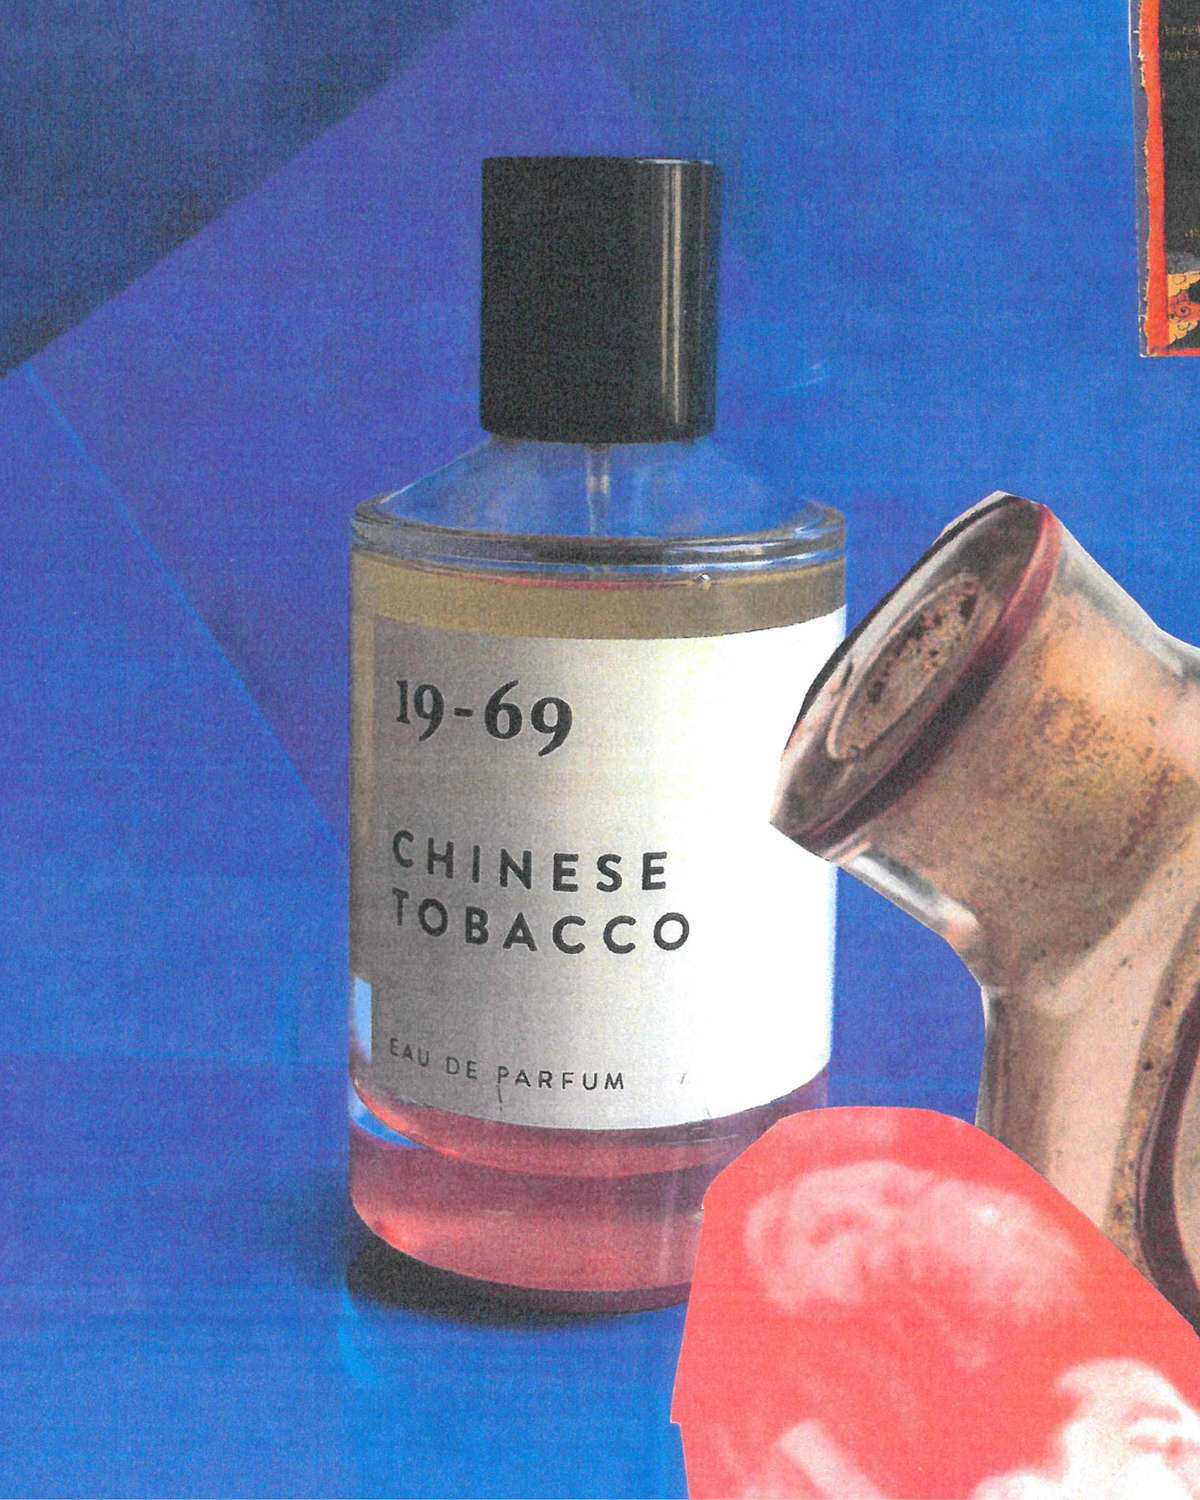 19-69
CHINESE
TOBACCO
EAU DE PARFUM